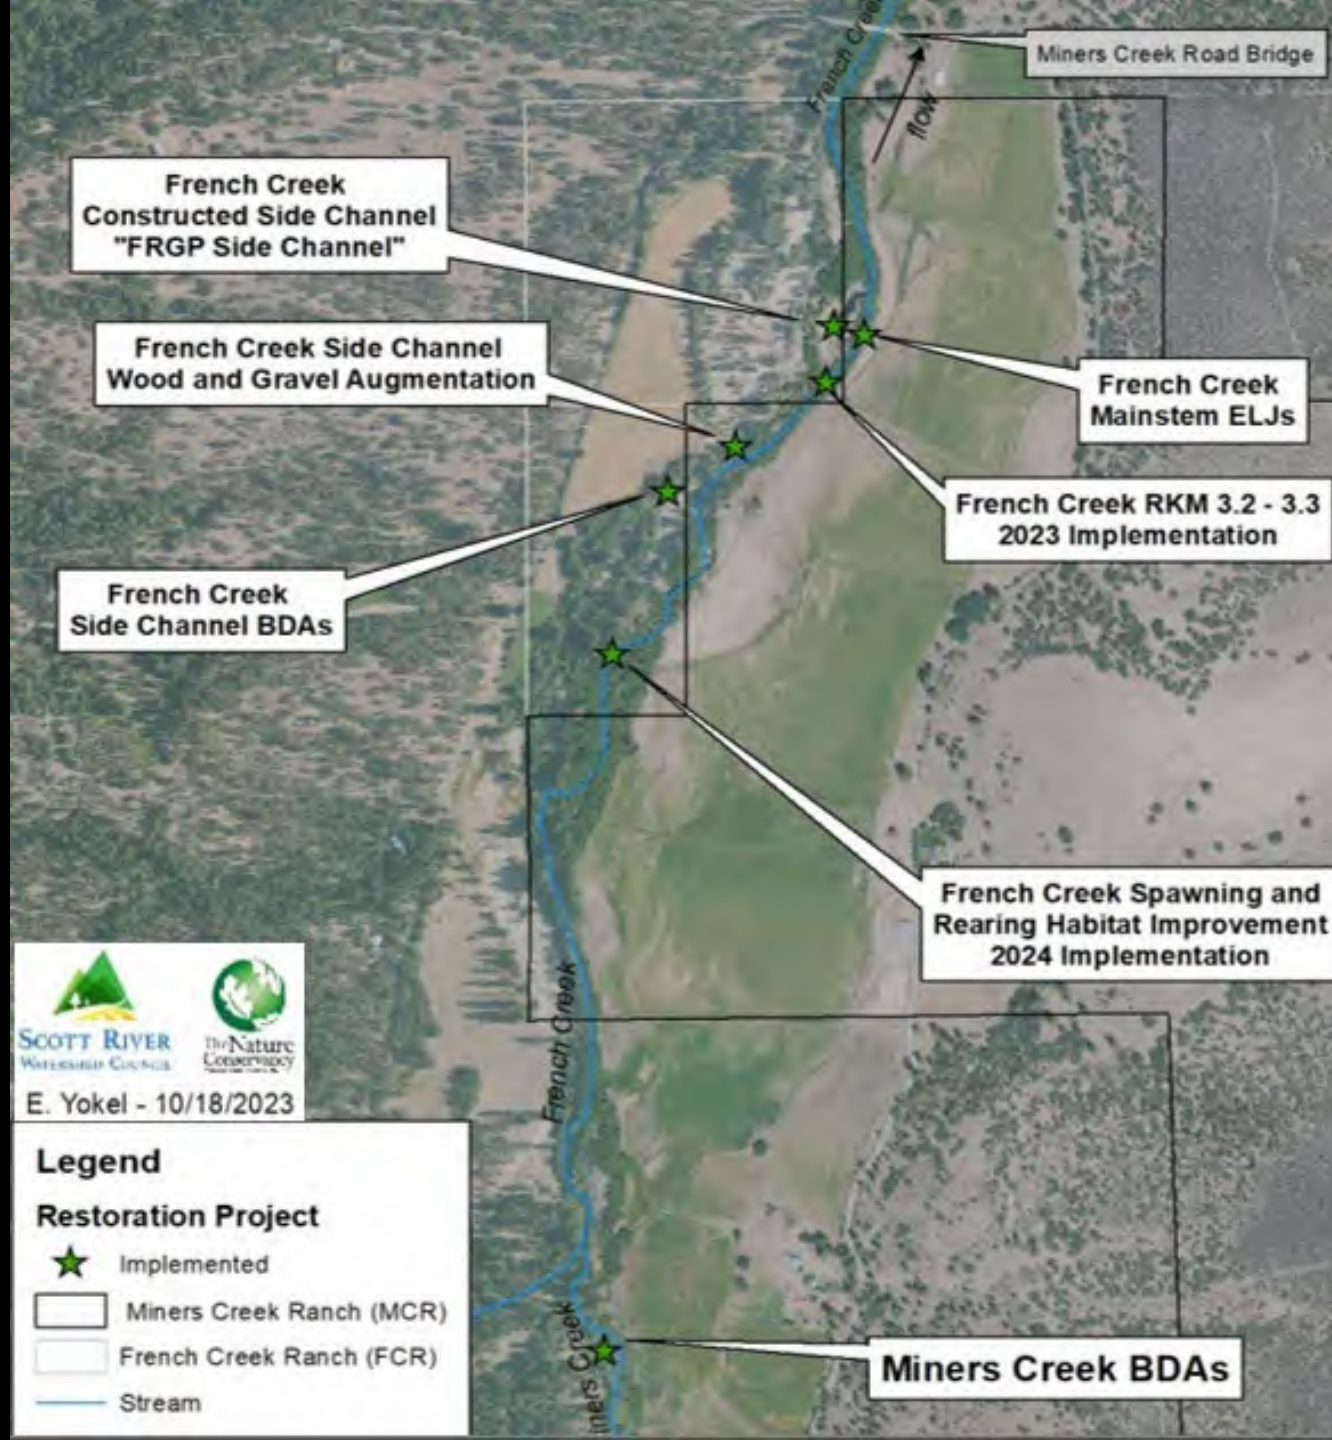 French Creek
Miners Creek Road Bridge
flow
French Creek
Constructed Side Channel
"FRGP Side Channel"
French Creek Side Channel
Wood and Gravel Augmentation
French Creek
Mainstem ELJs
French Creek RKM 3.2 - 3.3
2023 Implementation
French Creek
Side Channel BDAs
French Creek Spawning and
Rearing Habitat Improvement
2024 Implementation
French Creek
SCOTT RIVER
WATERSHED COUNCIL
The Nature
Conservancy
E. Yokel - 10/18/2023
Legend
Restoration Project
Implemented
Miners Creek Ranch (MCR)
French Creek Ranch (FCR)
Stream
iners Creek
Miners Creek BDAs